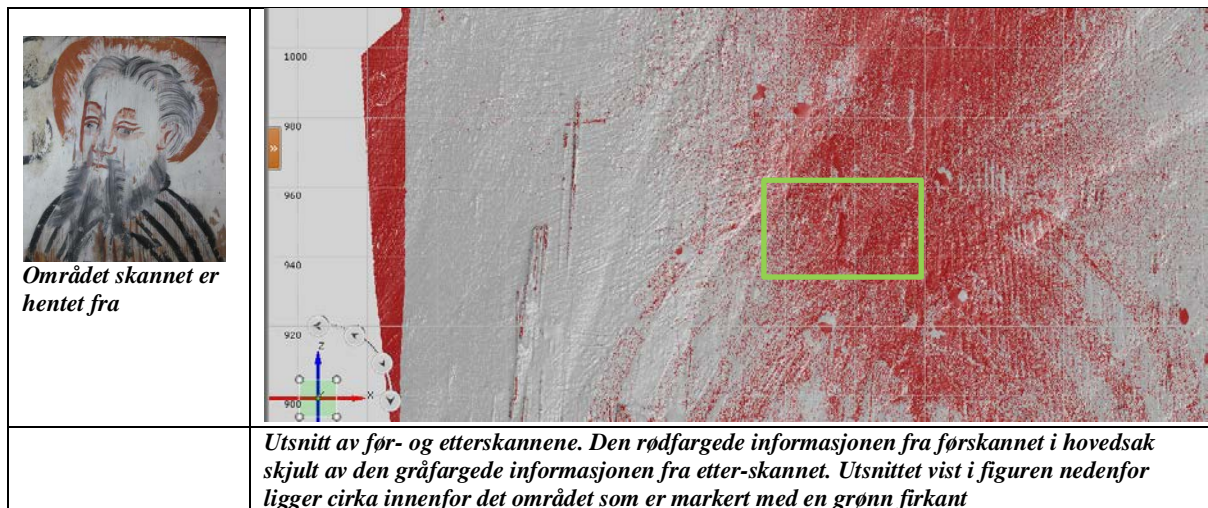 Området skannet er
hentet fra
1000
980
960
940
920
900
»
Z
X
Y
Utsnitt av før- og etterskannene. Den rødfargede informasjonen fra førskannet i hovedsak
skjult av den gråfargede informasjonen fra etter-skannet. Utsnittet vist i figuren nedenfor
ligger cirka innenfor det området som er markert med en grønn firkant